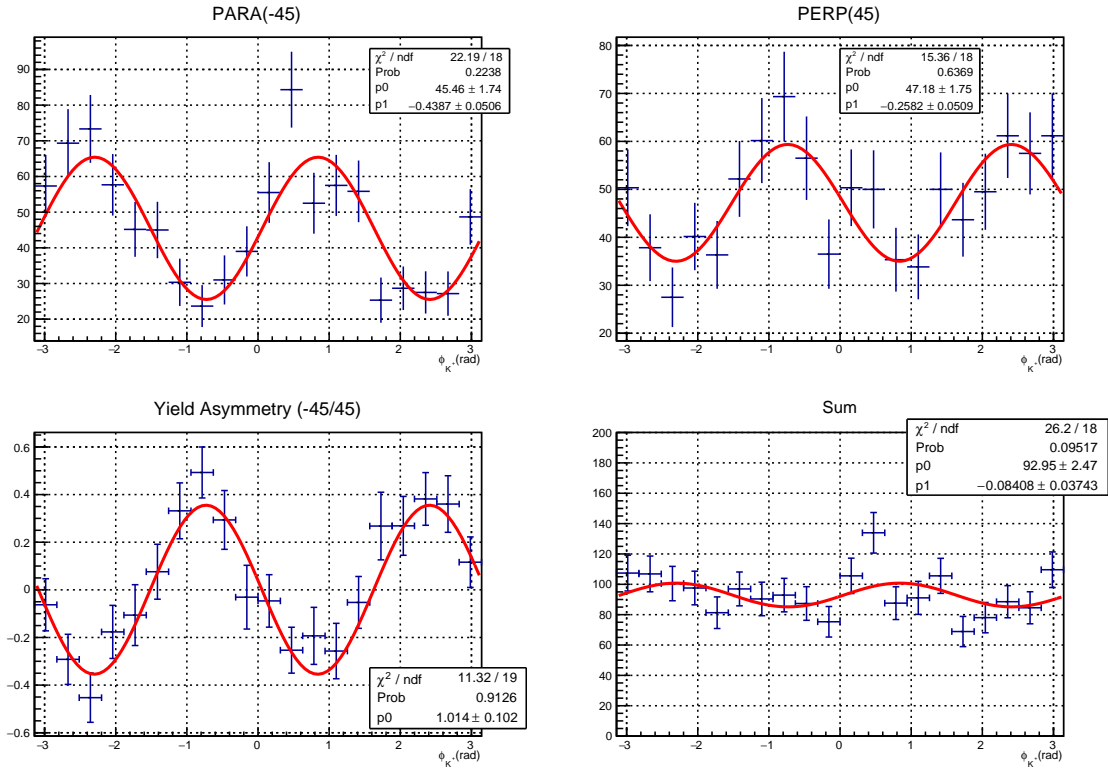 PARA(-45)
χ² / ndf 22.19 / 18
Prob 0.2238
p0 45.46 ± 1.74
p1 −0.4387 ± 0.0506
90
80
70
60
50
40
30
20
−3 −2 −1 0 1 2 3
ϕK+(rad)
PERP(45)
χ² / ndf 15.36 / 18
Prob 0.6369
p0 47.18 ± 1.75
p1 −0.2582 ± 0.0509
80
70
60
50
40
30
20
−3 −2 −1 0 1 2 3
ϕK+(rad)
Yield Asymmetry (-45/45)
0.6
0.4
0.2
0
−0.2
−0.4
−0.6
χ² / ndf 11.32 / 19
Prob 0.9126
p0 1.014 ± 0.102
−3 −2 −1 0 1 2 3
ϕK+(rad)
Sum
χ² / ndf 26.2 / 18
Prob 0.09517
p0 92.95 ± 2.47
p1 −0.08408 ± 0.03743
200
180
160
140
120
100
80
60
40
20
0
−3 −2 −1 0 1 2 3
ϕK+(rad)